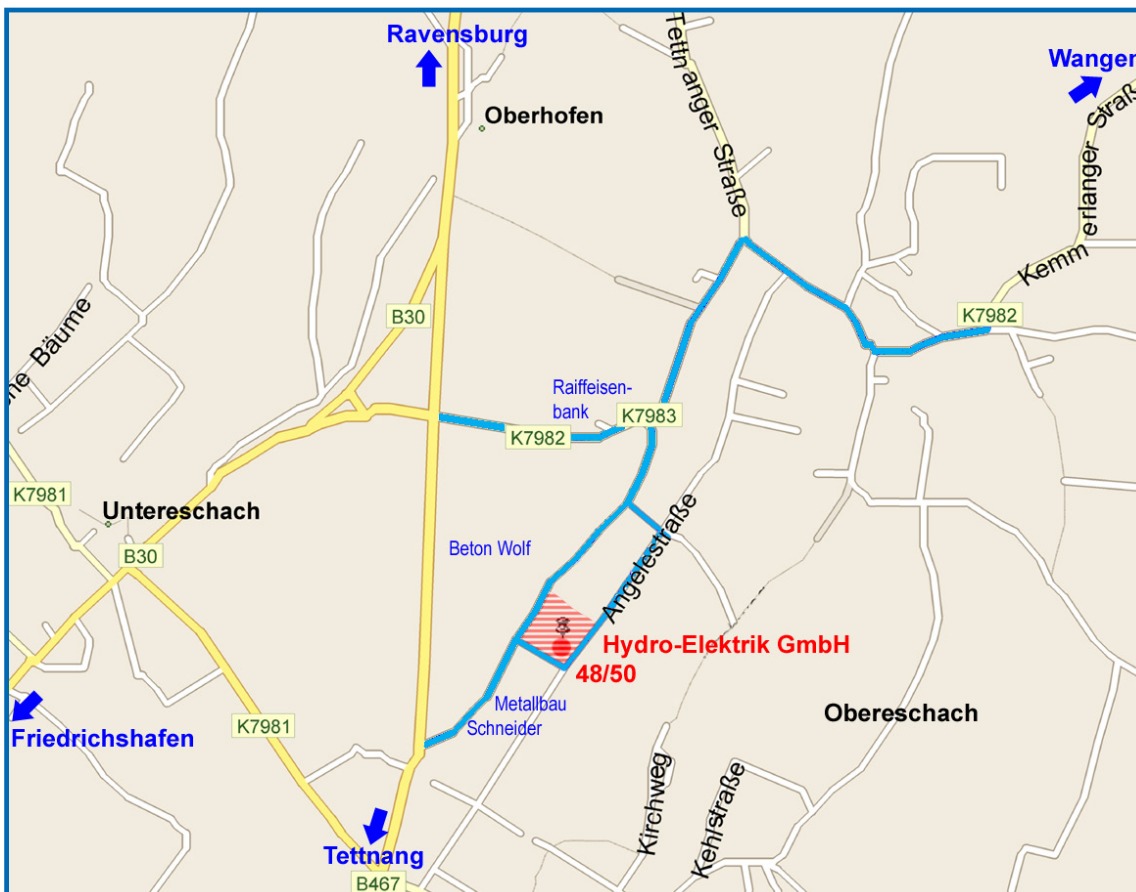 Ravensburg
Wangen
Tettnanger Straße
Oberhofen
Kemmerlanger Straße
B30
K7982
ne Bäume
Raiffeisen-
bank
K7983
K7982
K7981
Untereschach
Angelestraße
B30
Beton Wolf
Hydro-Elektrik GmbH
48/50
Metallbau
Schneider
Obereschach
K7981
Friedrichshafen
Kirchweg
Kehlstraße
Tettnang
B467